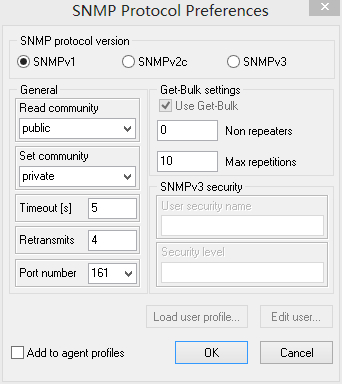 SNMP Protocol Preferences
SNMP protocol version
SNMPv1
SNMPv2c
SNMPv3
General
Read community
public
Set community
private
Timeout [s]
5
Retransmits
4
Port number
161
Get-Bulk settings
Use Get-Bulk
0
Non repeaters
10
Max repetitions
SNMPv3 security
User security name
Security level
Load user profile...
Edit user...
Add to agent profiles
OK
Cancel